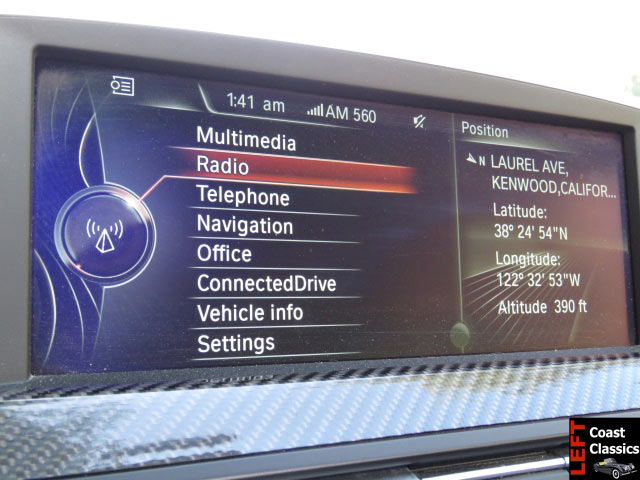 1:41 am AM 560
Multimedia
Radio
Telephone
Navigation
Office
ConnectedDrive
Vehicle info
Settings
Position
N LAUREL AVE,
KENWOOD,CALIFOR...
Latitude:
38° 24' 54"N
Longitude:
122° 32' 53"W
Altitude 390 ft
LEFT
Coast
Classics